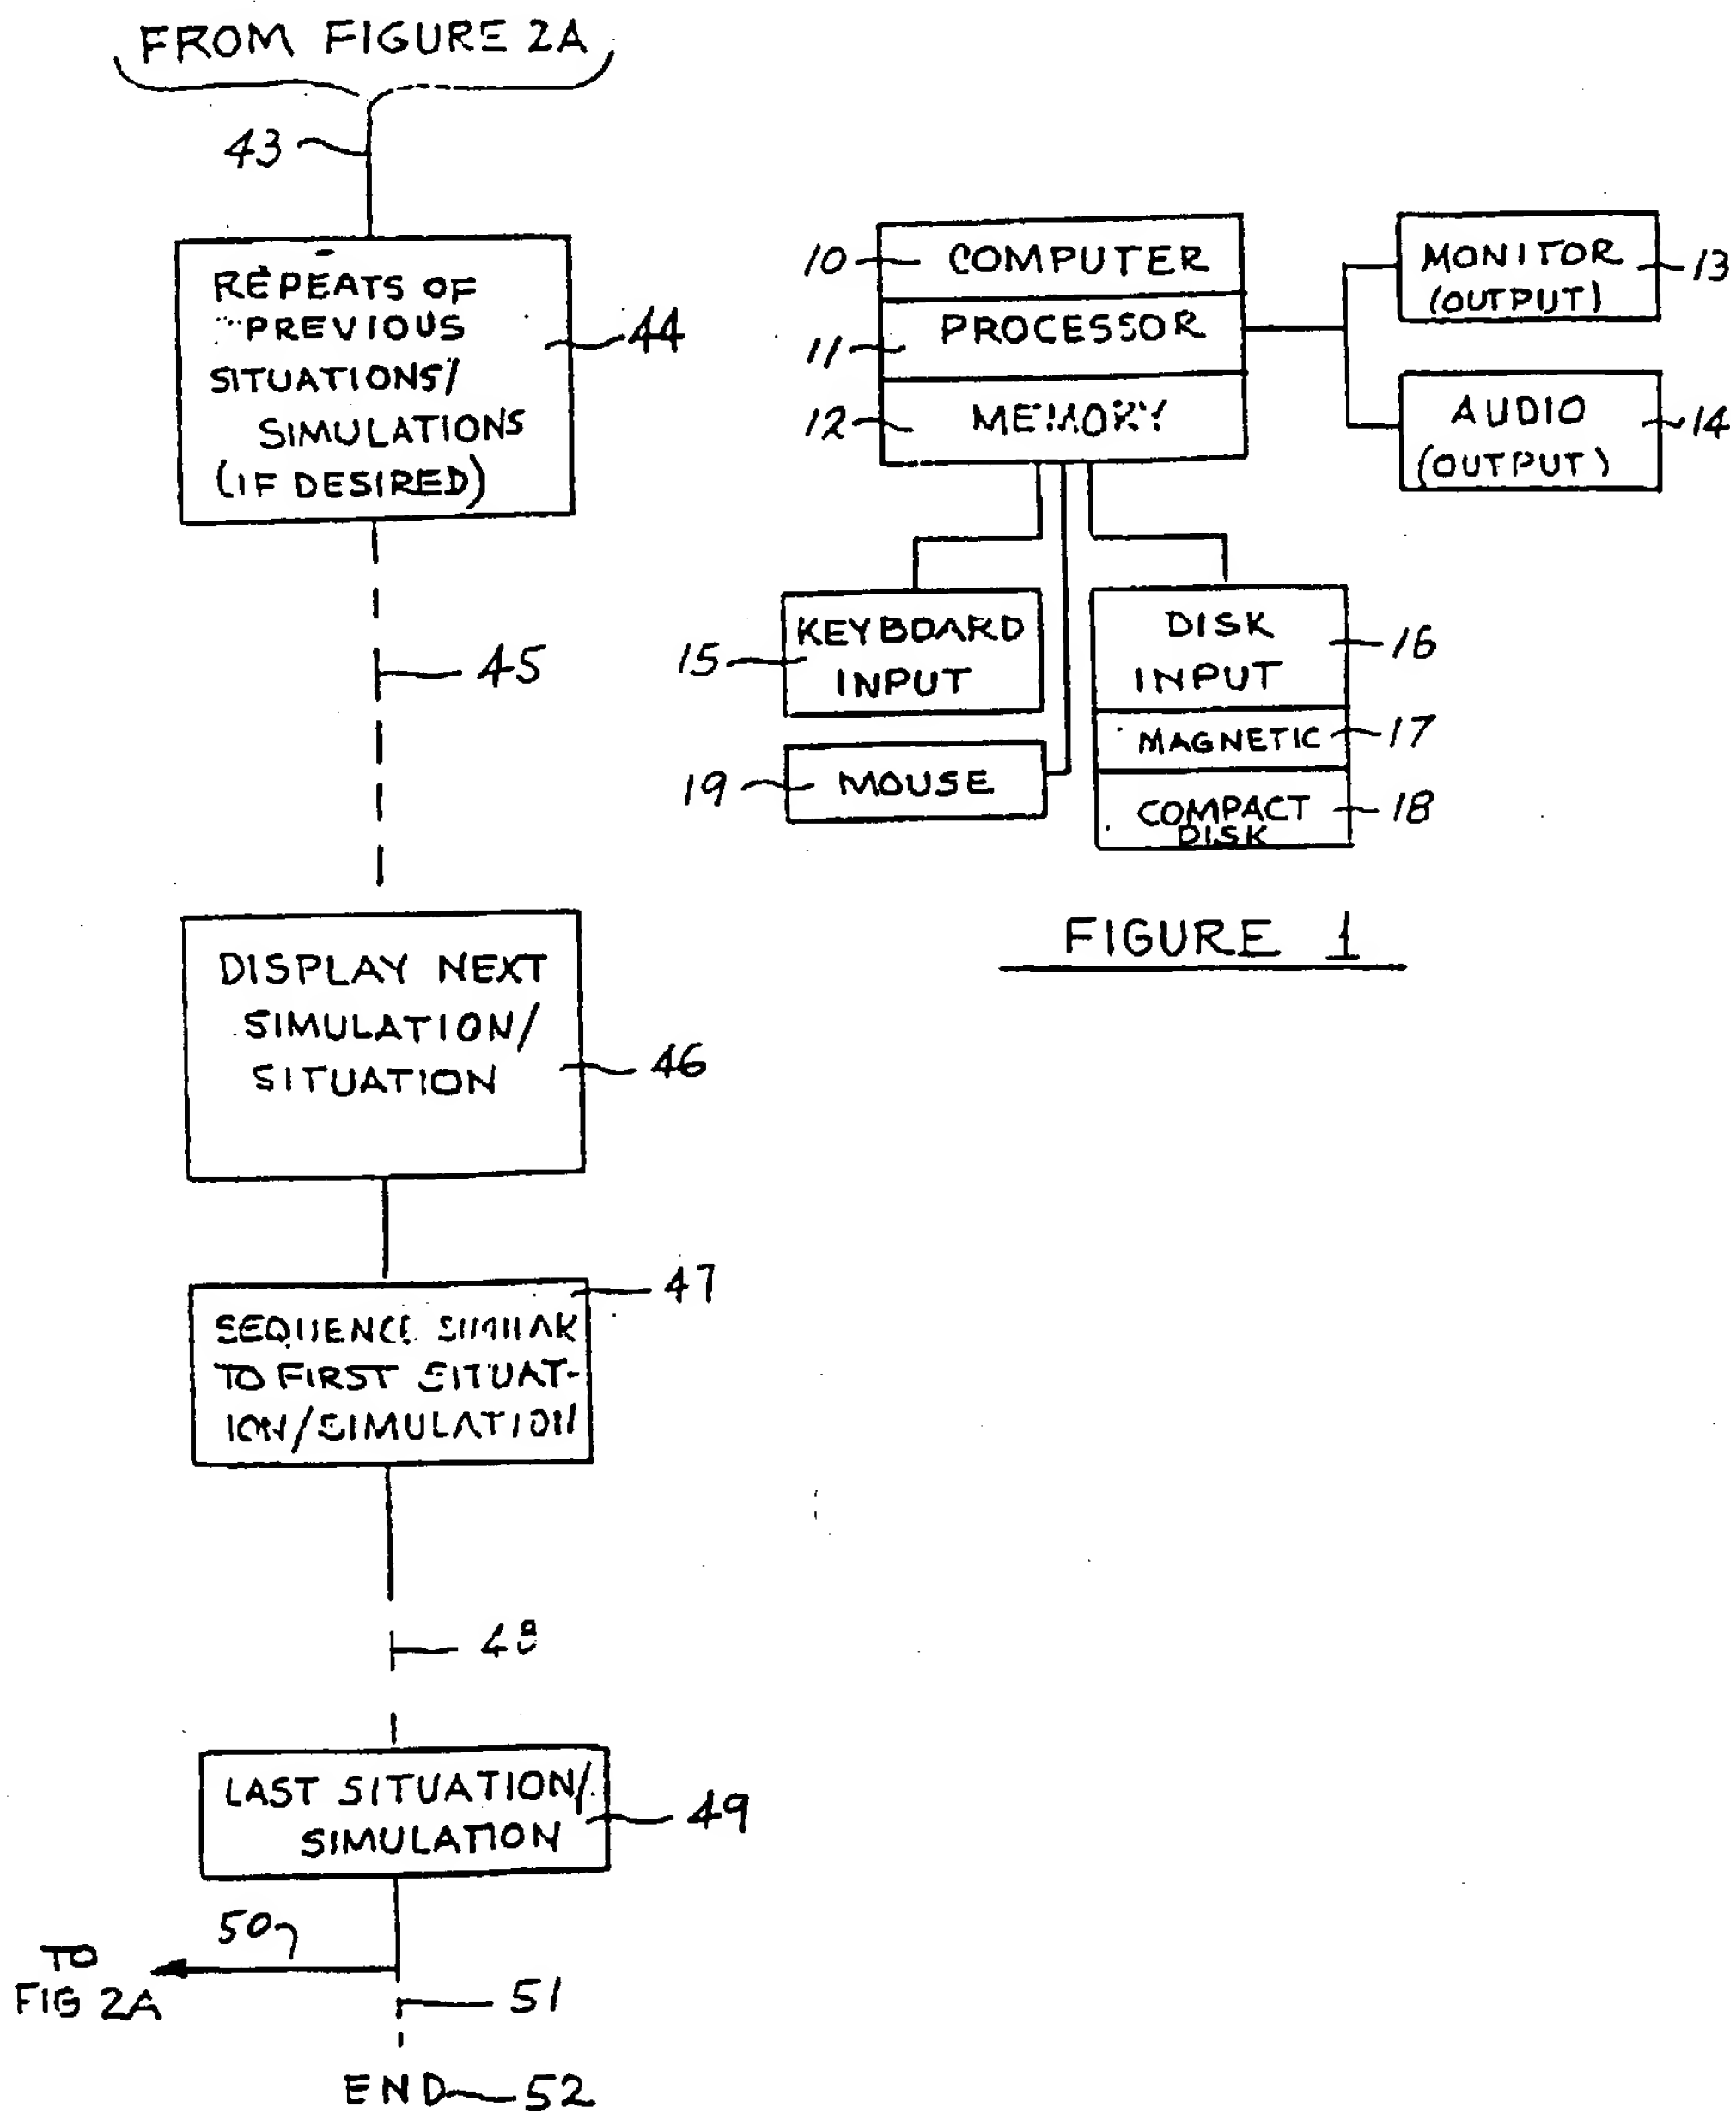 FROM FIGURE 2A
43
REPEATS OF
PREVIOUS
SITUATIONS/
SIMULATIONS
(IF DESIRED)
44
45
DISPLAY NEXT
SIMULATION/
SITUATION
46
47
SEQUENCE SIMILAR
TO FIRST SITUAT-
ION/SIMULATION
48
LAST SITUATION/
SIMULATION
49
50
TO
FIG 2A
51
END 52
10 COMPUTER
11 PROCESSOR
12 MEMORY
MONITOR
(OUTPUT)
13
AUDIO
(OUTPUT)
14
15 KEYBOARD
INPUT
DISK
INPUT
16
MAGNETIC 17
COMPACT
DISK
18
19 MOUSE
FIGURE 1